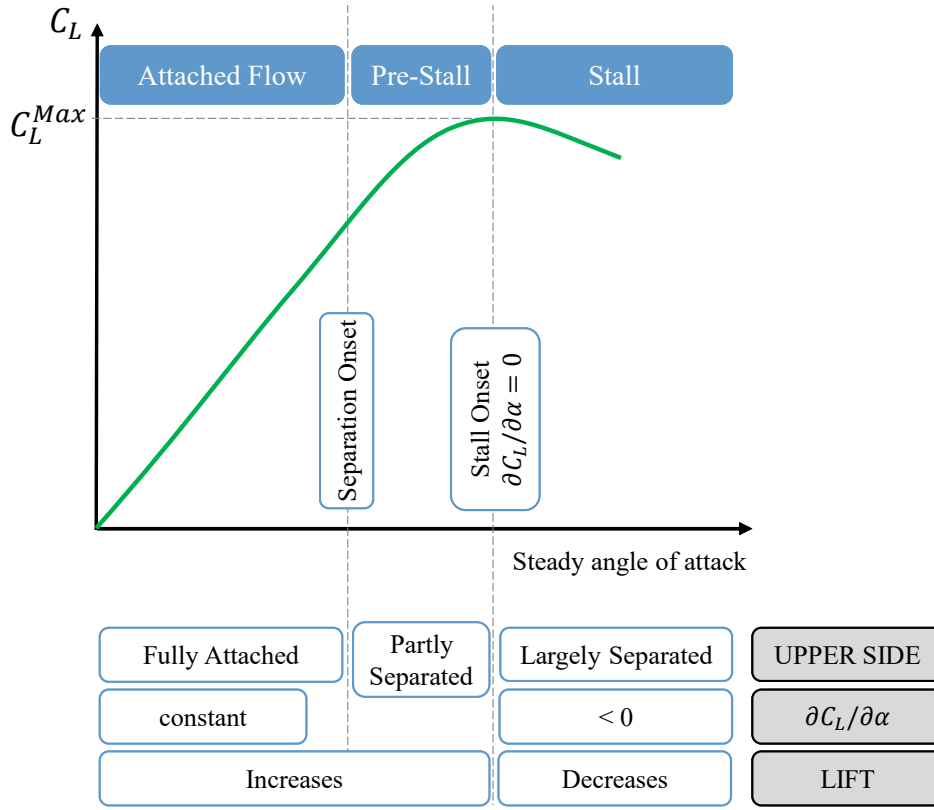 C_L
Attached Flow
Pre-Stall
Stall
C_L^Max
Separation Onset
Stall Onset
∂C_L/∂α = 0
Steady angle of attack
Fully Attached
Partly
Separated
Largely Separated
UPPER SIDE
constant
< 0
∂C_L/∂α
Increases
Decreases
LIFT